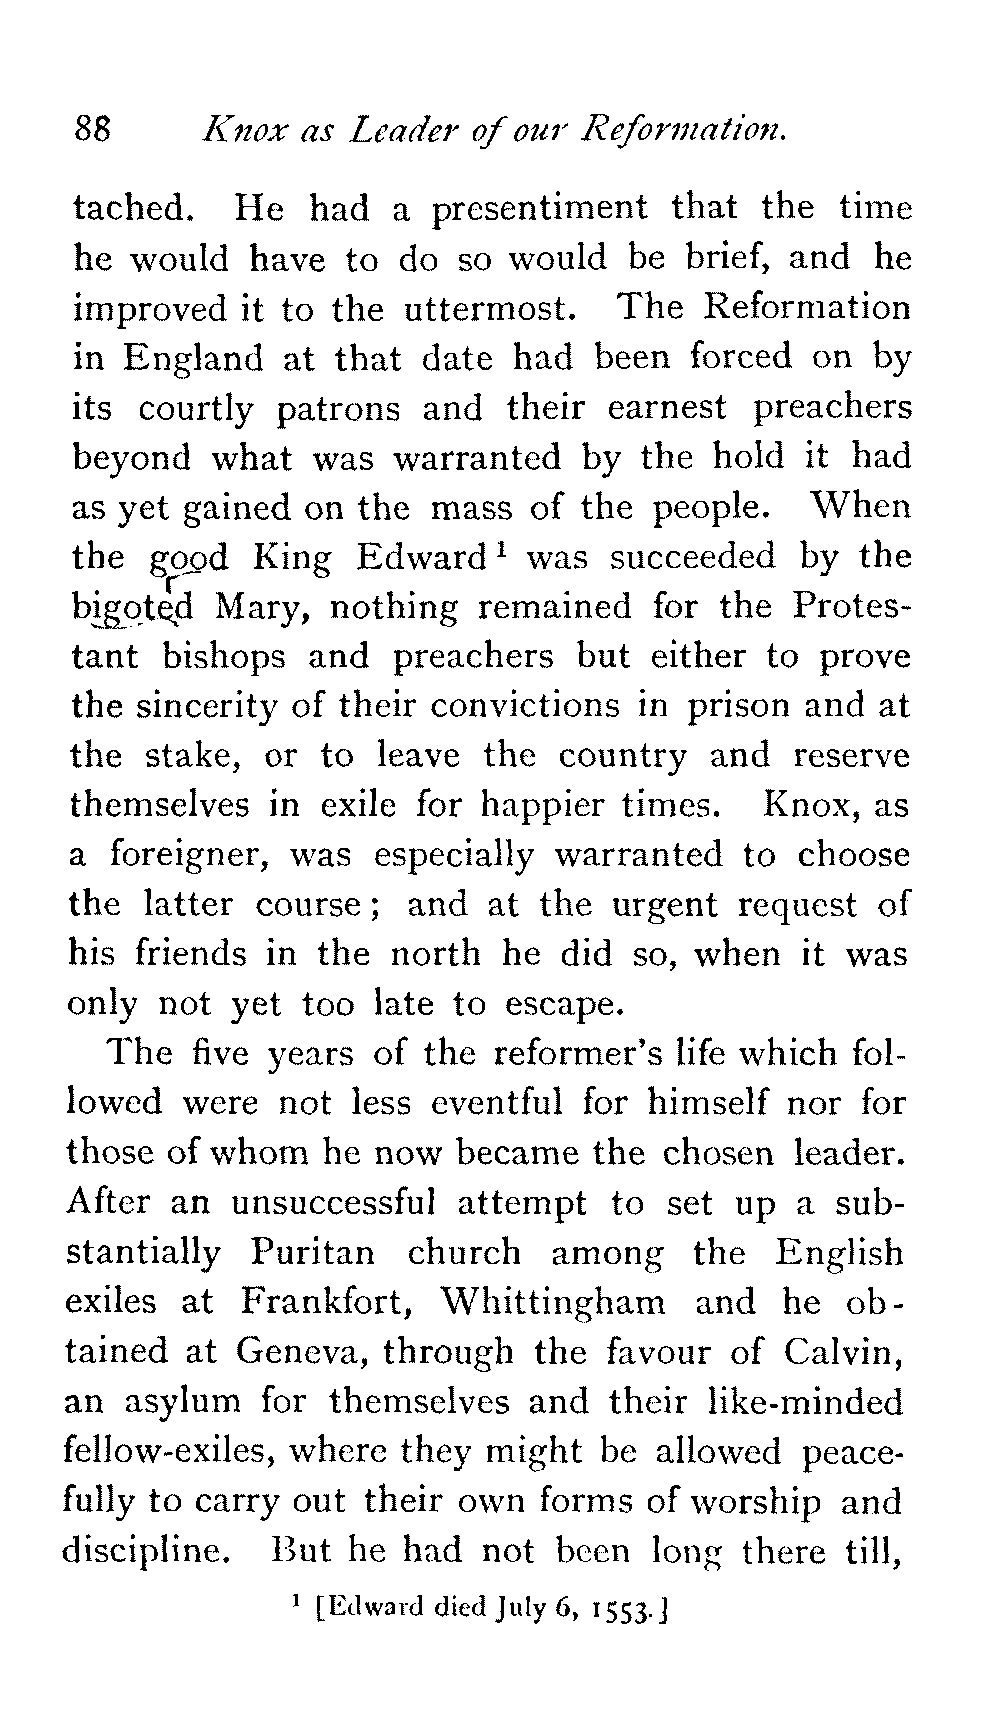 88 Knox as Leader of our Reformation.
tached. He had a presentiment that the time
he would have to do so would be brief, and he
improved it to the uttermost. The Reformation
in England at that date had been forced on by
its courtly patrons and their earnest preachers
beyond what was warranted by the hold it had
as yet gained on the mass of the people. When
the good King Edward ¹ was succeeded by the
bigoted Mary, nothing remained for the Protes-
tant bishops and preachers but either to prove
the sincerity of their convictions in prison and at
the stake, or to leave the country and reserve
themselves in exile for happier times. Knox, as
a foreigner, was especially warranted to choose
the latter course; and at the urgent request of
his friends in the north he did so, when it was
only not yet too late to escape.
The five years of the reformer's life which fol-
lowed were not less eventful for himself nor for
those of whom he now became the chosen leader.
After an unsuccessful attempt to set up a sub-
stantially Puritan church among the English
exiles at Frankfort, Whittingham and he ob-
tained at Geneva, through the favour of Calvin,
an asylum for themselves and their like-minded
fellow-exiles, where they might be allowed peace-
fully to carry out their own forms of worship and
discipline. But he had not been long there till,
¹ [Edward died July 6, 1553.]